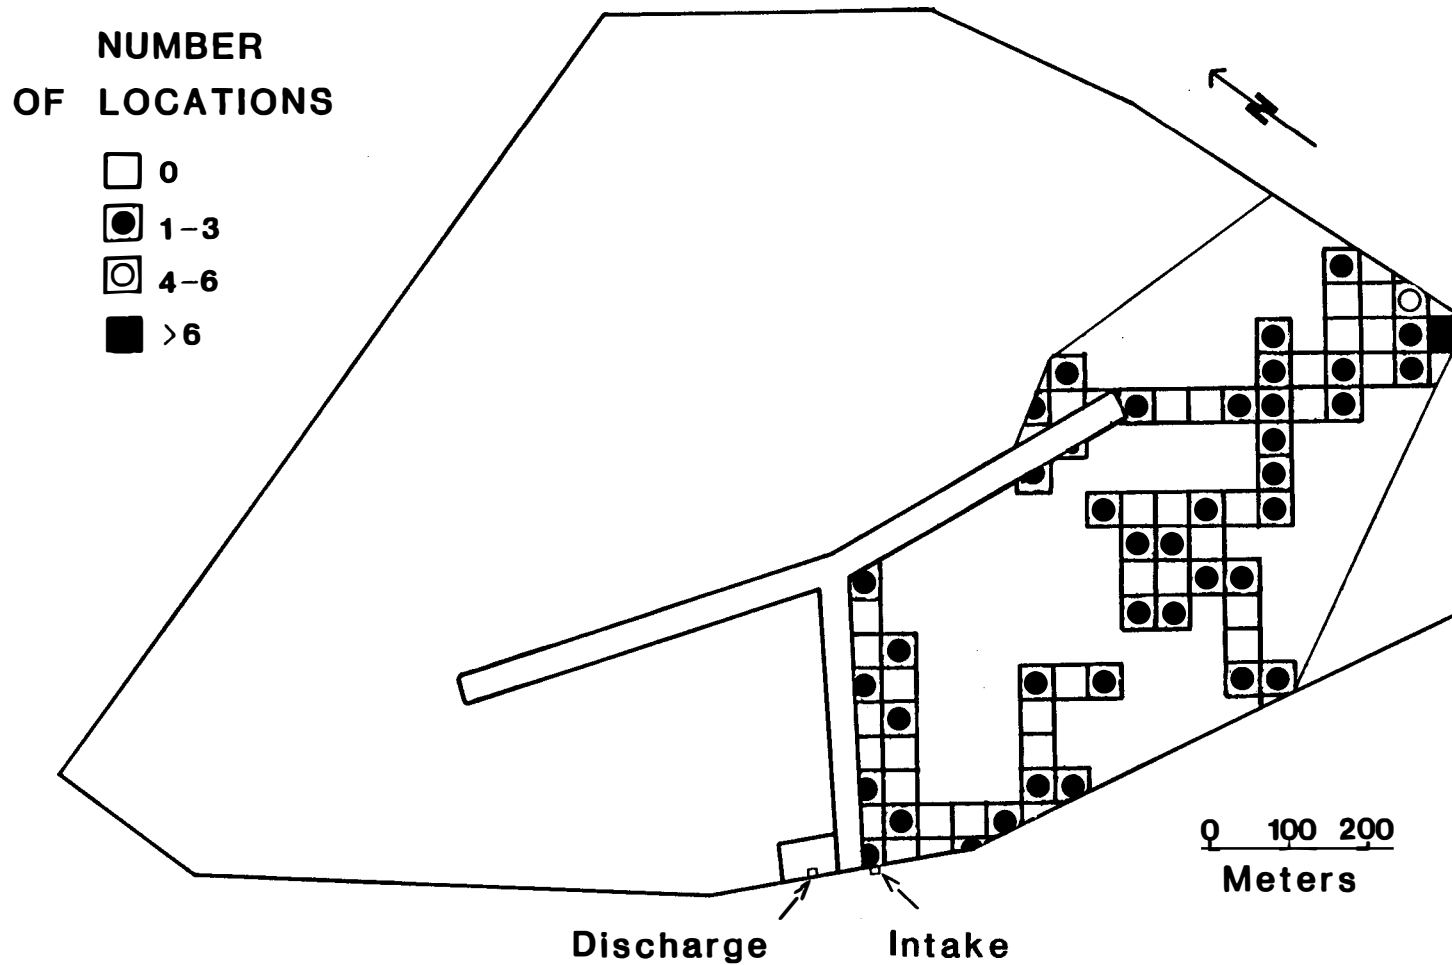 NUMBER
OF LOCATIONS
0
1-3
4-6
>6
N
0 100 200
Meters
Discharge
Intake